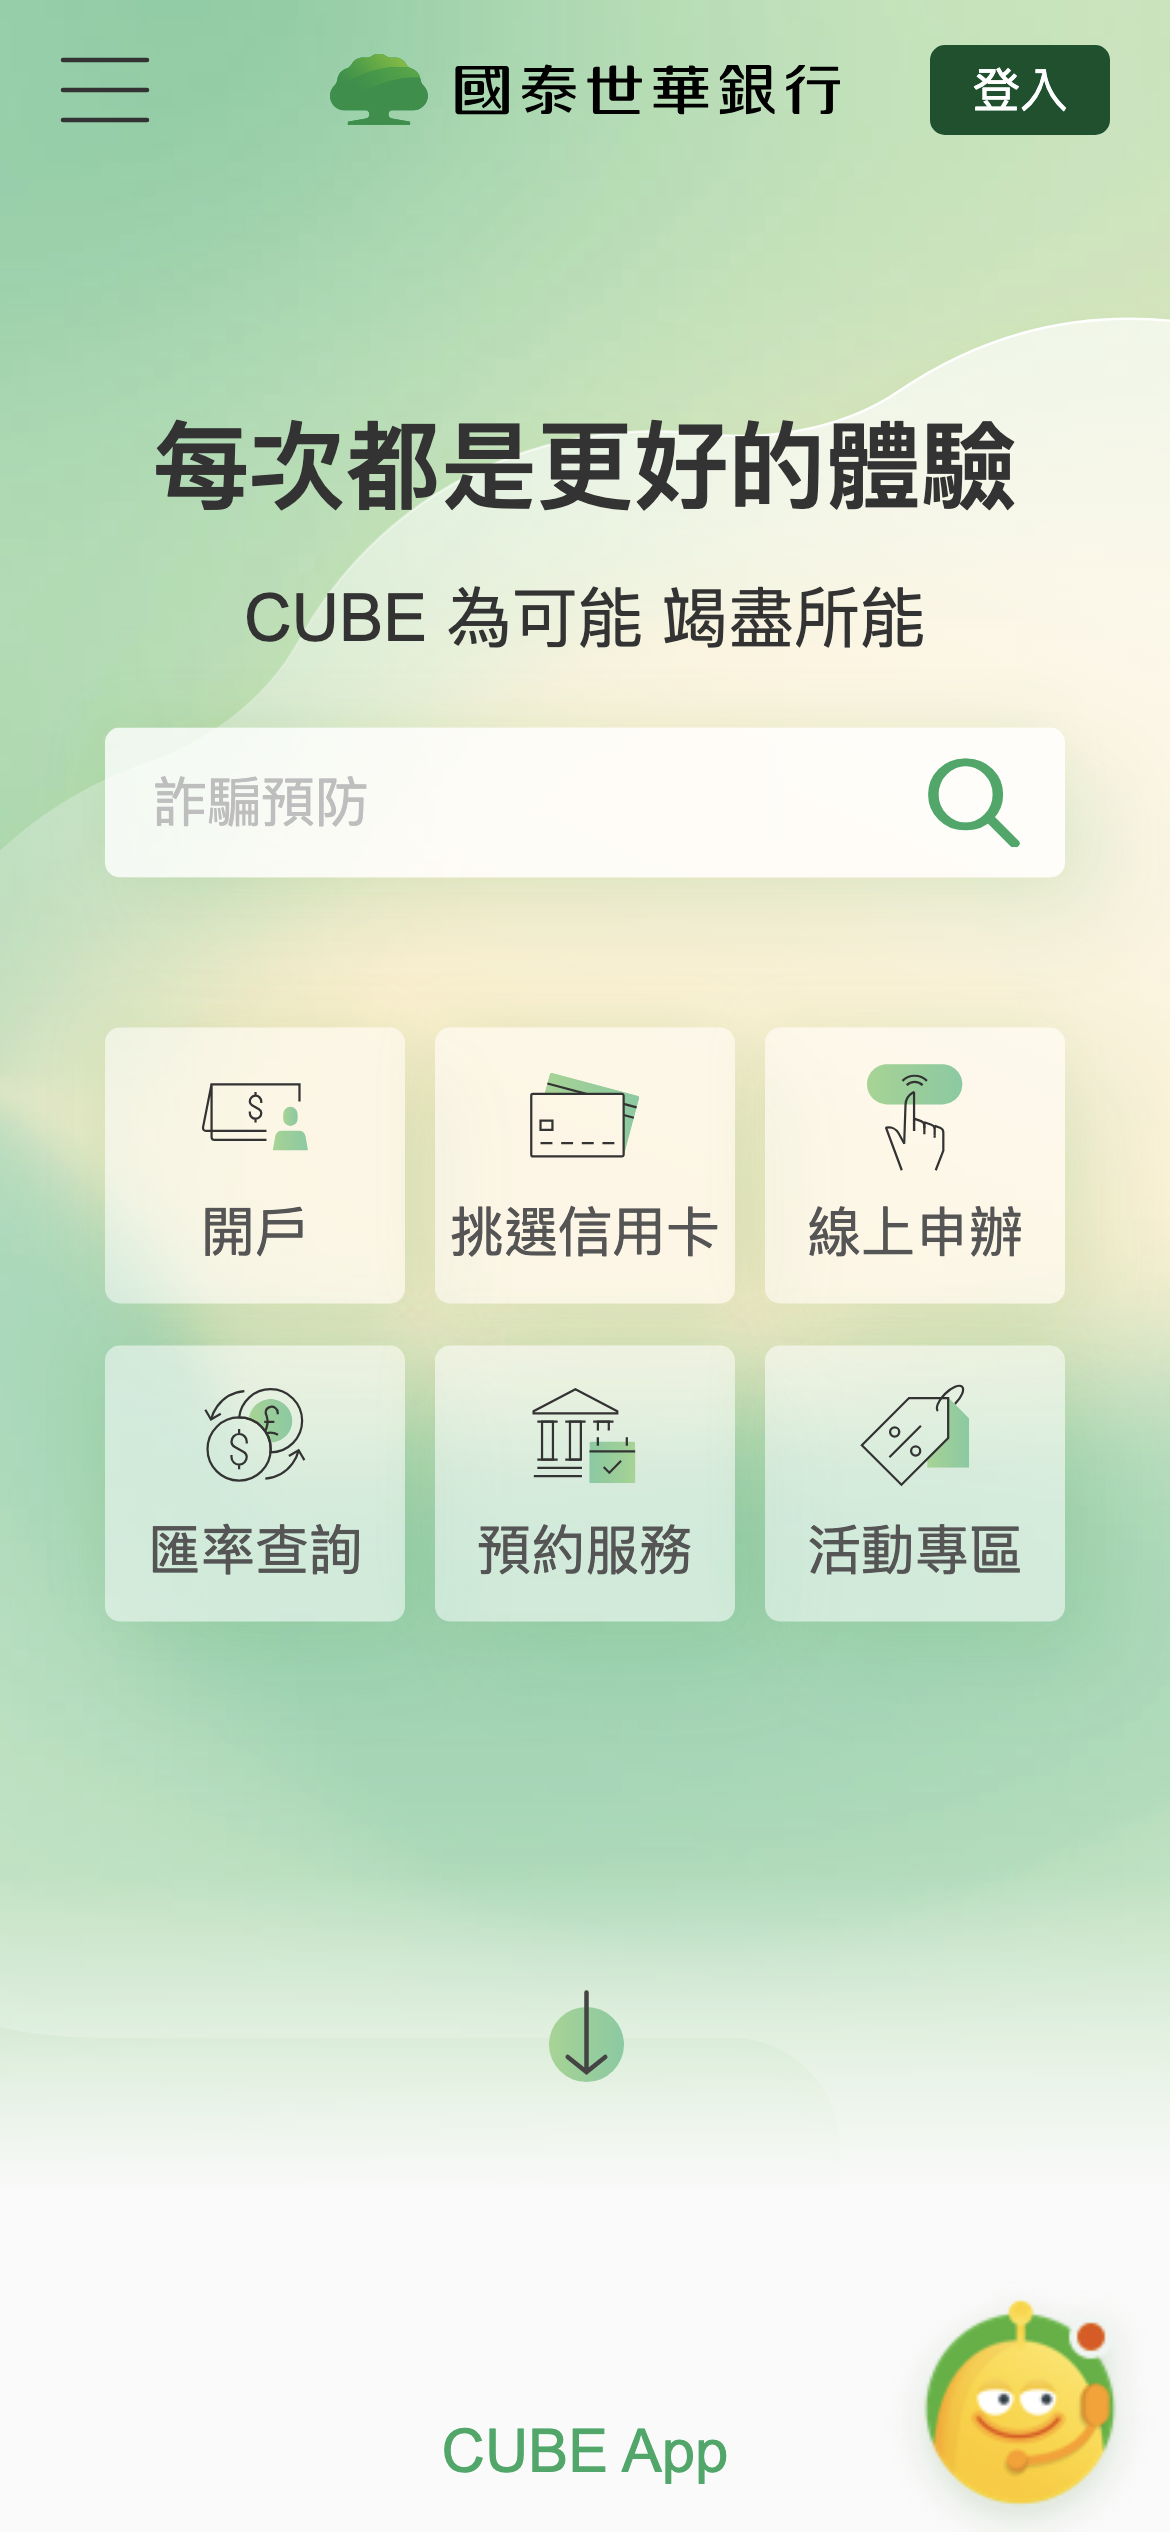 國泰世華銀行
登入
每次都是更好的體驗
CUBE 為可能 竭盡所能
詐騙預防
開戶
挑選信用卡
線上申辦
匯率查詢
預約服務
活動專區
CUBE App